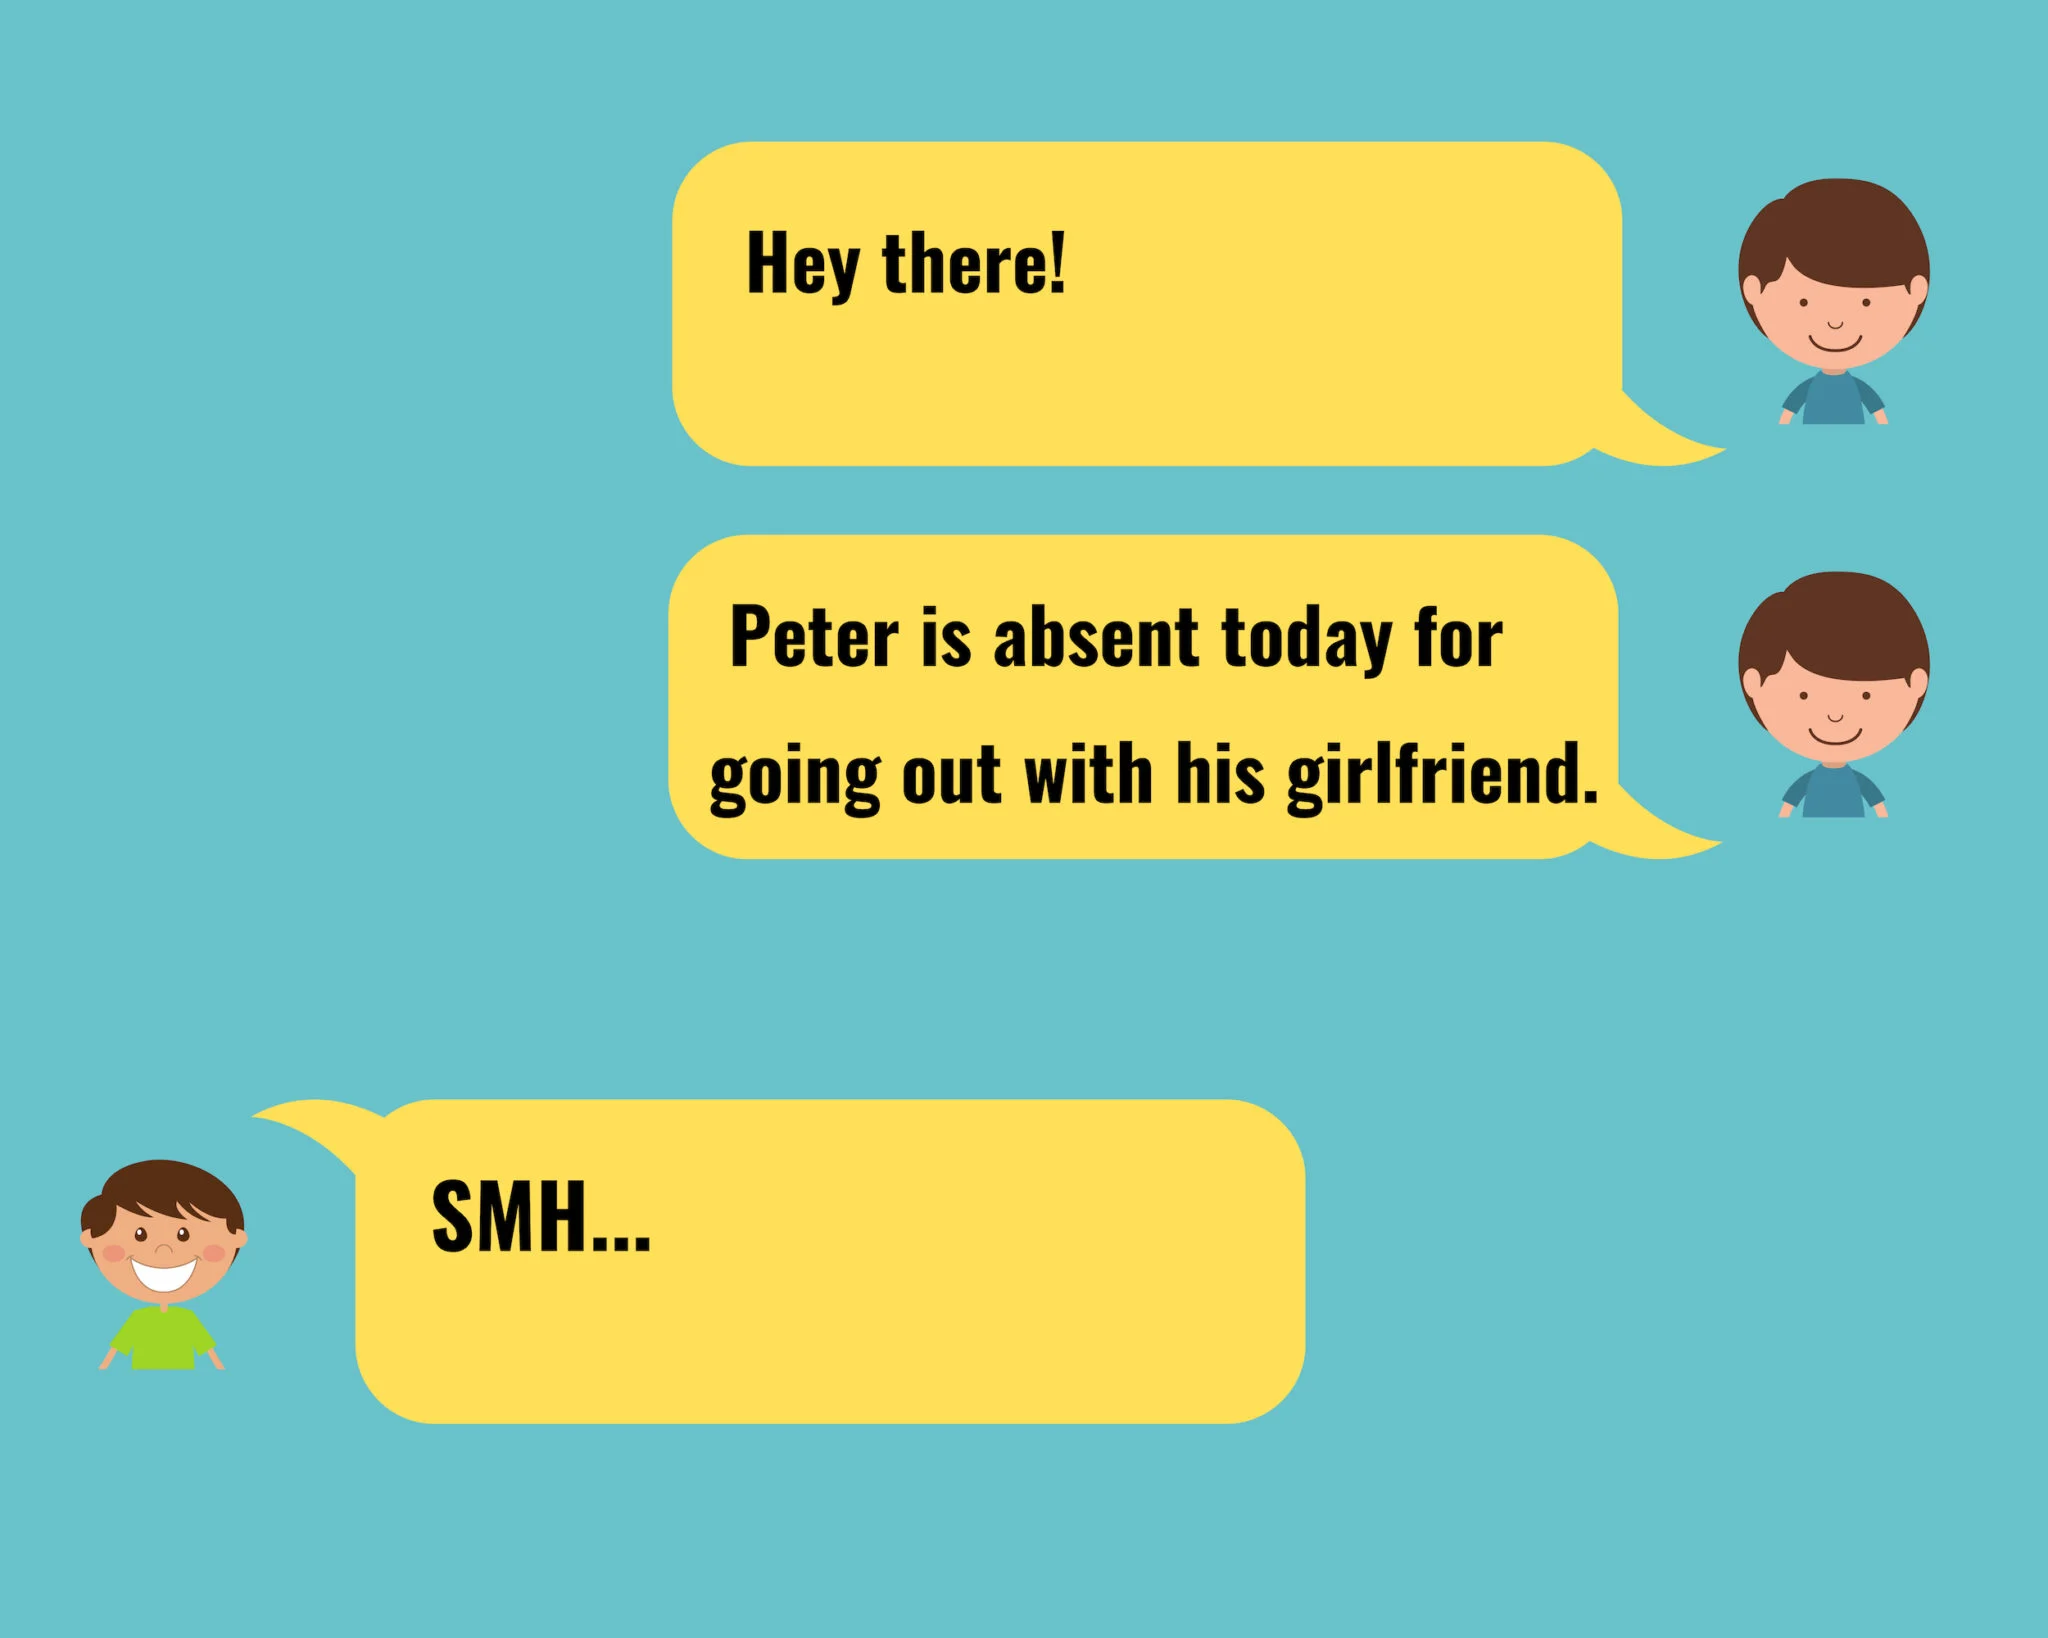 Hey there!
Peter is absent today for
going out with his girlfriend.
SMH...